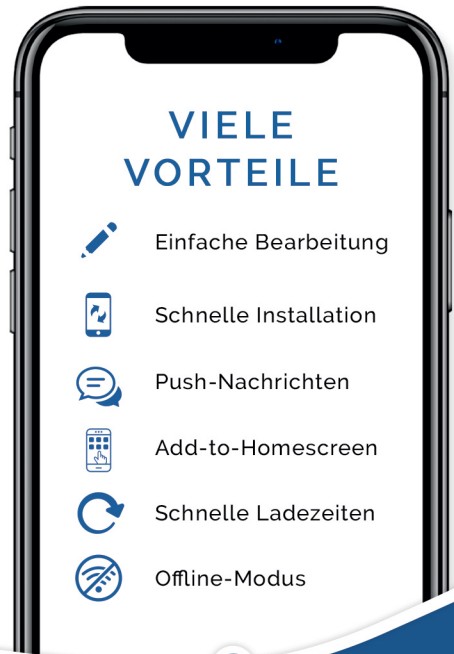 VIELE
VORTEILE
Einfache Bearbeitung
Schnelle Installation
Push-Nachrichten
Add-to-Homescreen
Schnelle Ladezeiten
Offline-Modus